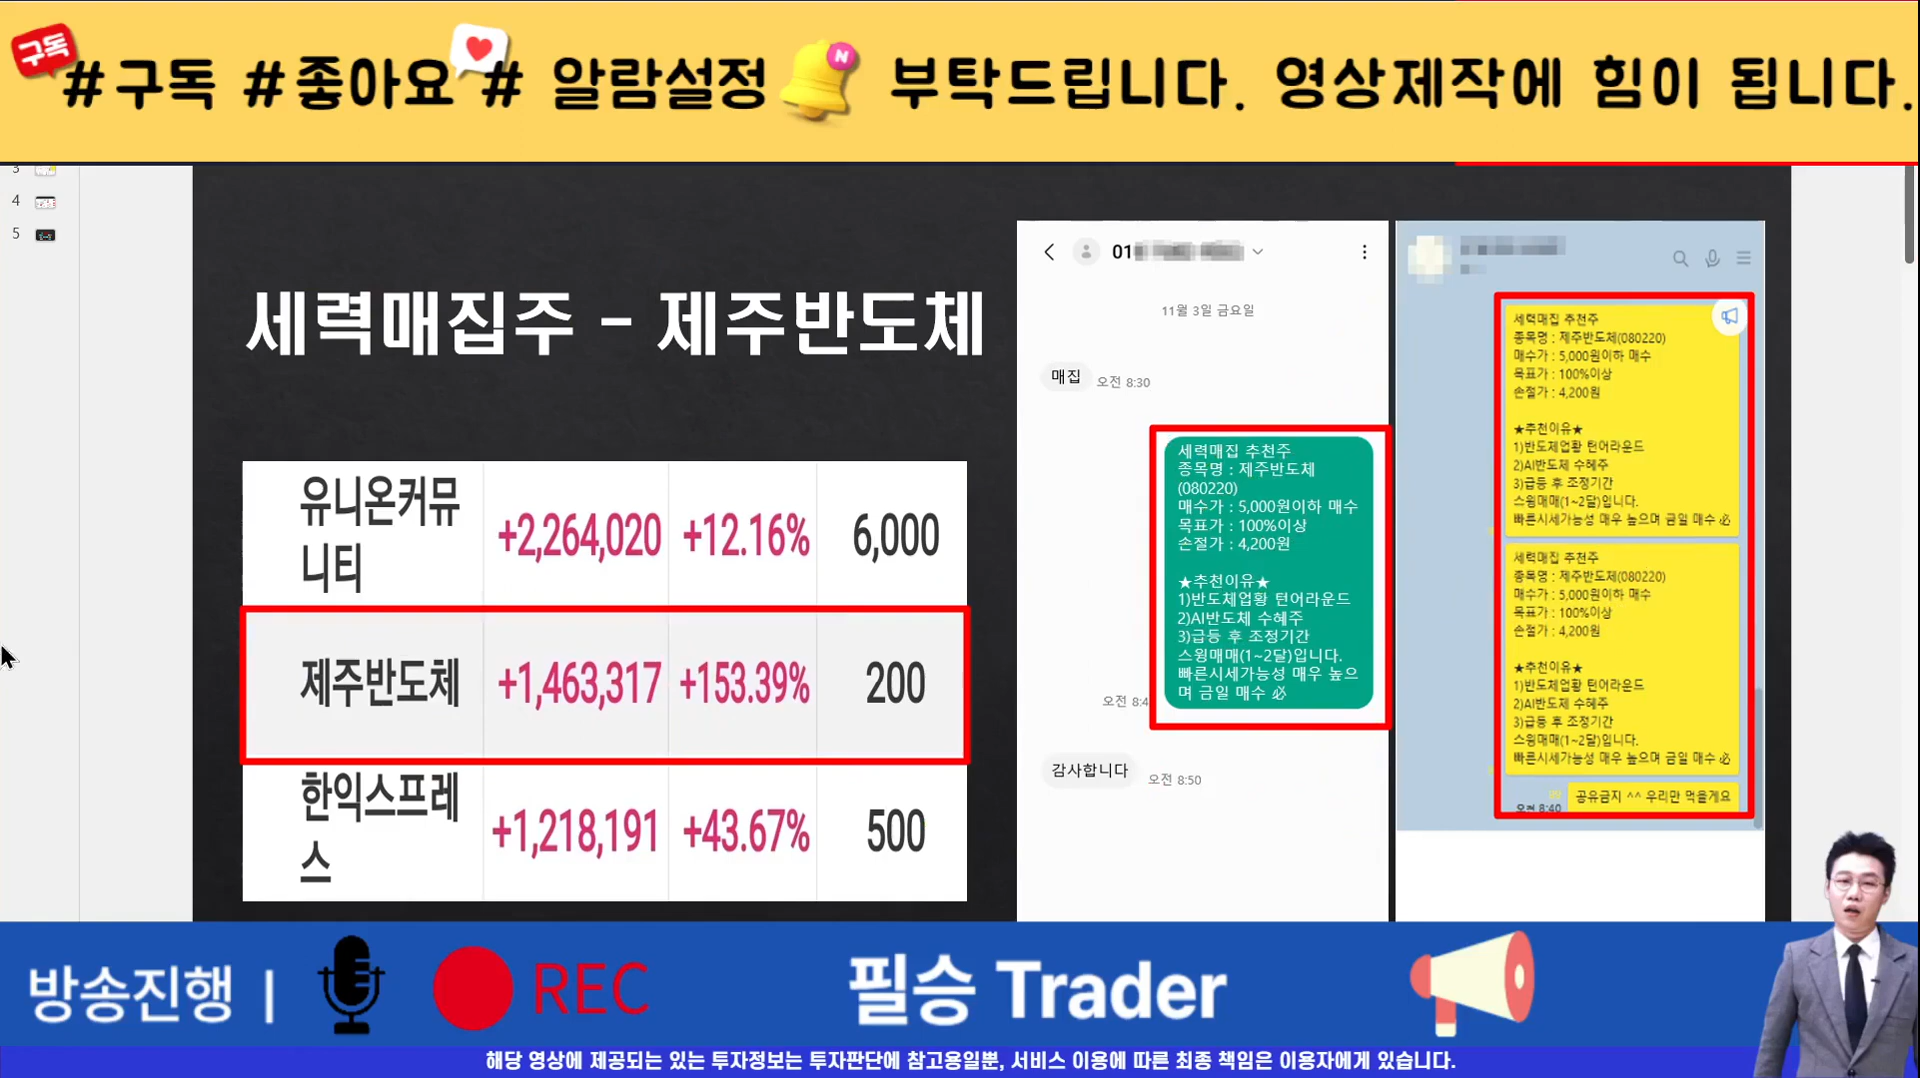 구독
#구독 #좋아요 # 알람설정 N 부탁드립니다. 영상제작에 힘이 됩니다.
3
4
5
세력매집주 - 제주반도체
유니온커뮤니티 +2,264,020 +12.16% 6,000
제주반도체 +1,463,317 +153.39% 200
한익스프레스 +1,218,191 +43.67% 500
01
11월 3일 금요일
매집 오전 8:30
세력매집 추천주
종목명 : 제주반도체
(080220)
매수가 : 5,000원이하 매수
목표가 : 100%이상
손절가 : 4,200원
★추천이유★
1)반도체업황 턴어라운드
2)AI반도체 수혜주
3)급등 후 조정기간
스윙매매(1~2달)입니다.
빠른시세가능성 매우 높으
며 금일 매수 必
오전 8:4
감사합니다 오전 8:50
세력매집 추천주
종목명 : 제주반도체(080220)
매수가 : 5,000원이하 매수
목표가 : 100%이상
손절가 : 4,200원
★추천이유★
1)반도체업황 턴어라운드
2)AI반도체 수혜주
3)급등 후 조정기간
스윙매매(1~2달)입니다.
빠른시세가능성 매우 높으며 금일 매수 必
세력매집 추천주
종목명 : 제주반도체(080220)
매수가 : 5,000원이하 매수
목표가 : 100%이상
손절가 : 4,200원
★추천이유★
1)반도체업황 턴어라운드
2)AI반도체 수혜주
3)급등 후 조정기간
스윙매매(1~2달)입니다.
빠른시세가능성 매우 높으며 금일 매수 必
오전 8:40 공유금지 ^^ 우리만 먹을게요
방송진행 | REC 필승 Trader
해당 영상에 제공되는 있는 투자정보는 투자판단에 참고용일뿐, 서비스 이용에 따른 최종 책임은 이용자에게 있습니다.